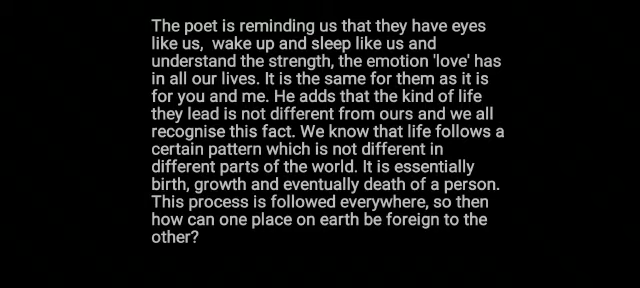 The poet is reminding us that they have eyes
like us,  wake up and sleep like us and
understand the strength, the emotion 'love' has
in all our lives. It is the same for them as it is
for you and me. He adds that the kind of life
they lead is not different from ours and we all
recognise this fact. We know that life follows a
certain pattern which is not different in
different parts of the world. It is essentially
birth, growth and eventually death of a person.
This process is followed everywhere, so then
how can one place on earth be foreign to the
other?